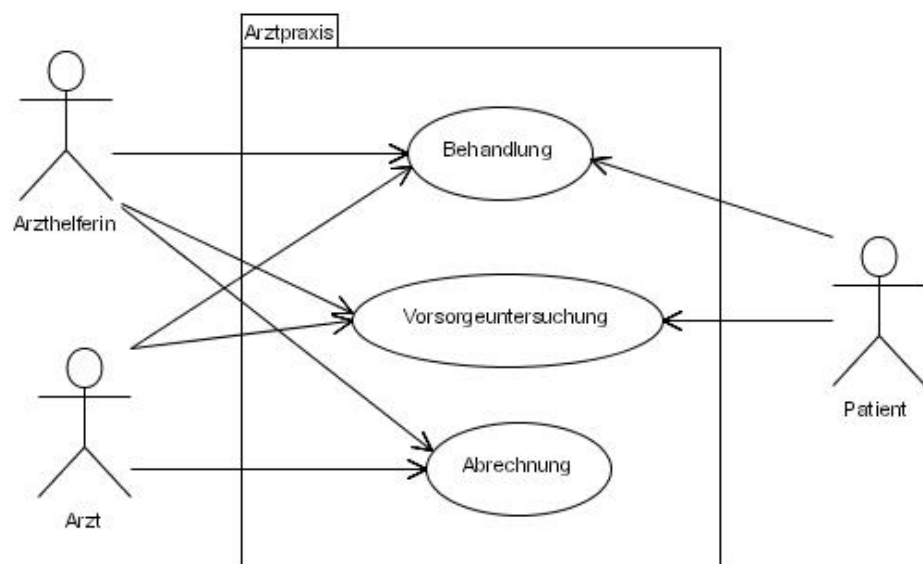 Arztpraxis
Behandlung
Arzthelferin
Vorsorgeuntersuchung
Patient
Abrechnung
Arzt